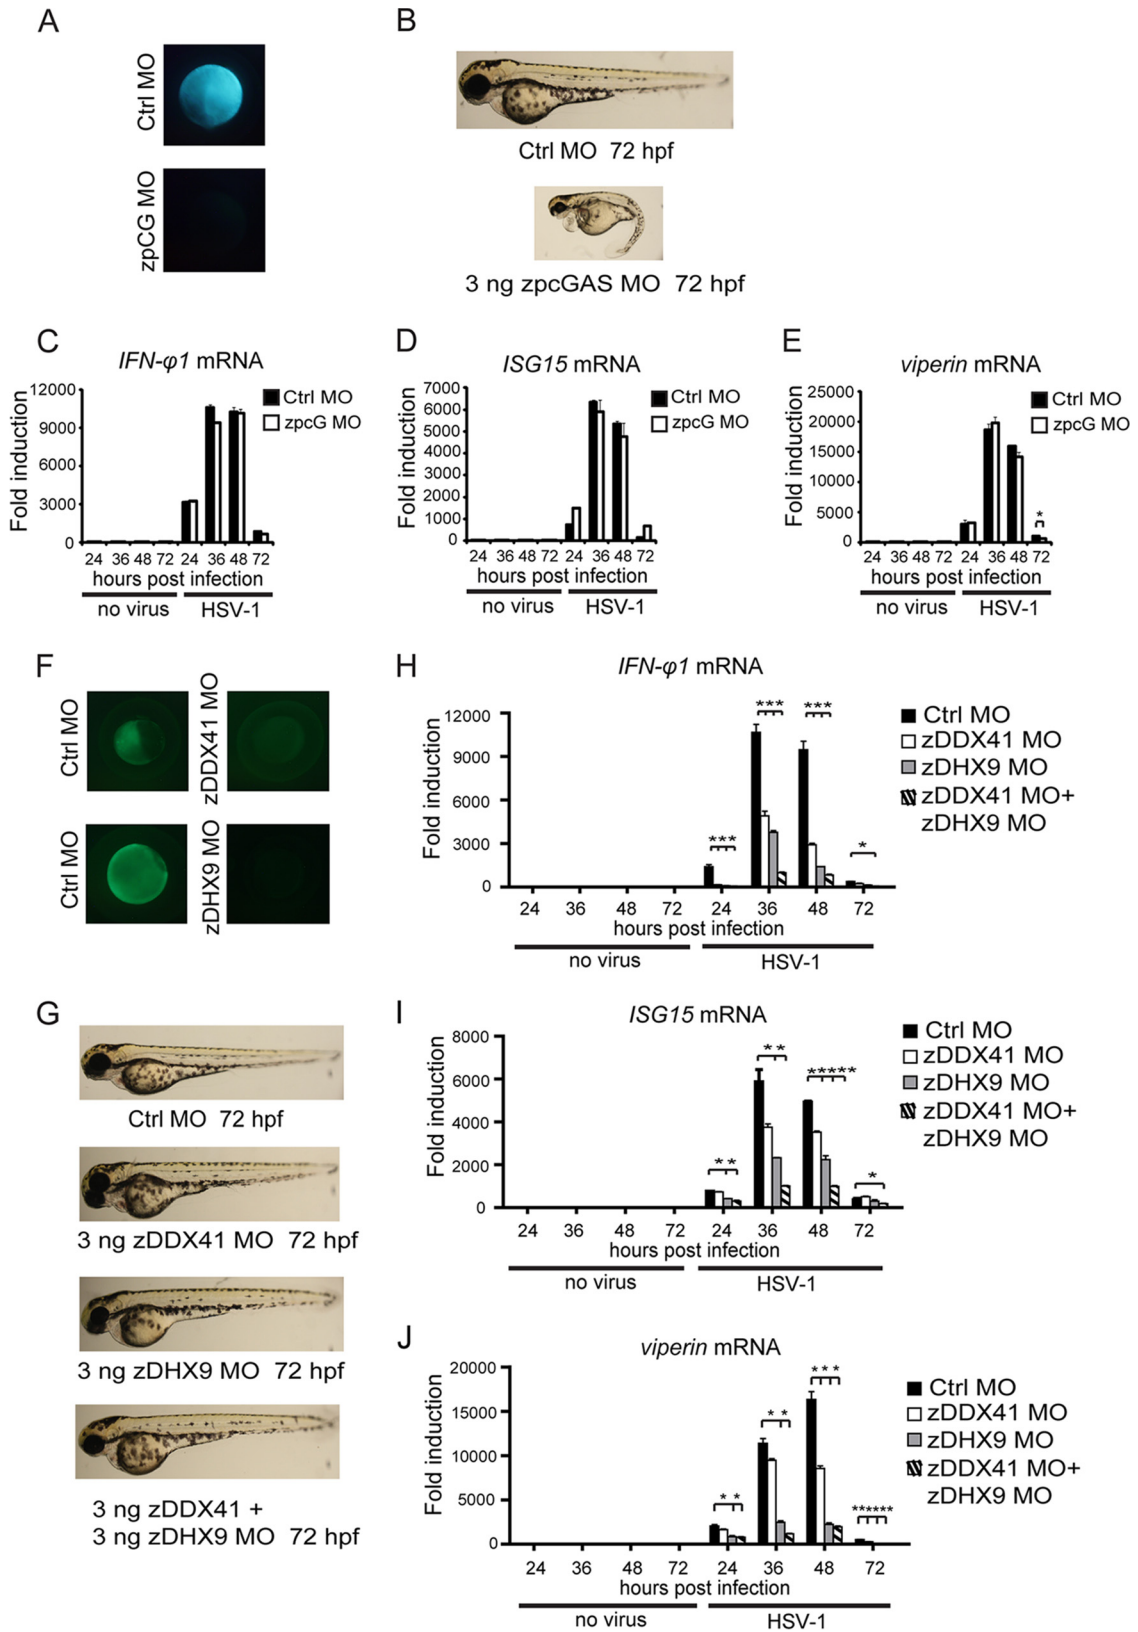 A
Ctrl MO
zpCG MO
B
Ctrl MO 72 hpf
3 ng zpcGAS MO 72 hpf
C
IFN-φ1 mRNA
Fold induction
12000
9000
6000
3000
0
Ctrl MO
zpcG MO
24 36 48 72 24 36 48 72
hours post infection
no virus HSV-1
D
ISG15 mRNA
Fold induction
7000
6000
5000
4000
3000
2000
1000
0
Ctrl MO
zpcG MO
24 36 48 72 24 36 48 72
hours post infection
no virus HSV-1
E
viperin mRNA
Fold induction
25000
20000
15000
10000
5000
0
Ctrl MO
zpcG MO
*
24 36 48 72 24 36 48 72
hours post infection
no virus HSV-1
F
Ctrl MO
zDDX41 MO
Ctrl MO
zDHX9 MO
G
Ctrl MO 72 hpf
3 ng zDDX41 MO 72 hpf
3 ng zDHX9 MO 72 hpf
3 ng zDDX41 +
3 ng zDHX9 MO 72 hpf
H
IFN-φ1 mRNA
Fold induction
12000
9000
6000
3000
0
*** *** *** *
Ctrl MO
zDDX41 MO
zDHX9 MO
zDDX41 MO+
zDHX9 MO
24 36 48 72 24 36 48 72
hours post infection
no virus HSV-1
I
ISG15 mRNA
Fold induction
8000
6000
4000
2000
0
** ** ***** *
Ctrl MO
zDDX41 MO
zDHX9 MO
zDDX41 MO+
zDHX9 MO
24 36 48 72 24 36 48 72
hours post infection
no virus HSV-1
J
viperin mRNA
Fold induction
20000
15000
10000
5000
0
** ** *** ******
Ctrl MO
zDDX41 MO
zDHX9 MO
zDDX41 MO+
zDHX9 MO
24 36 48 72 24 36 48 72
hours post infection
no virus HSV-1